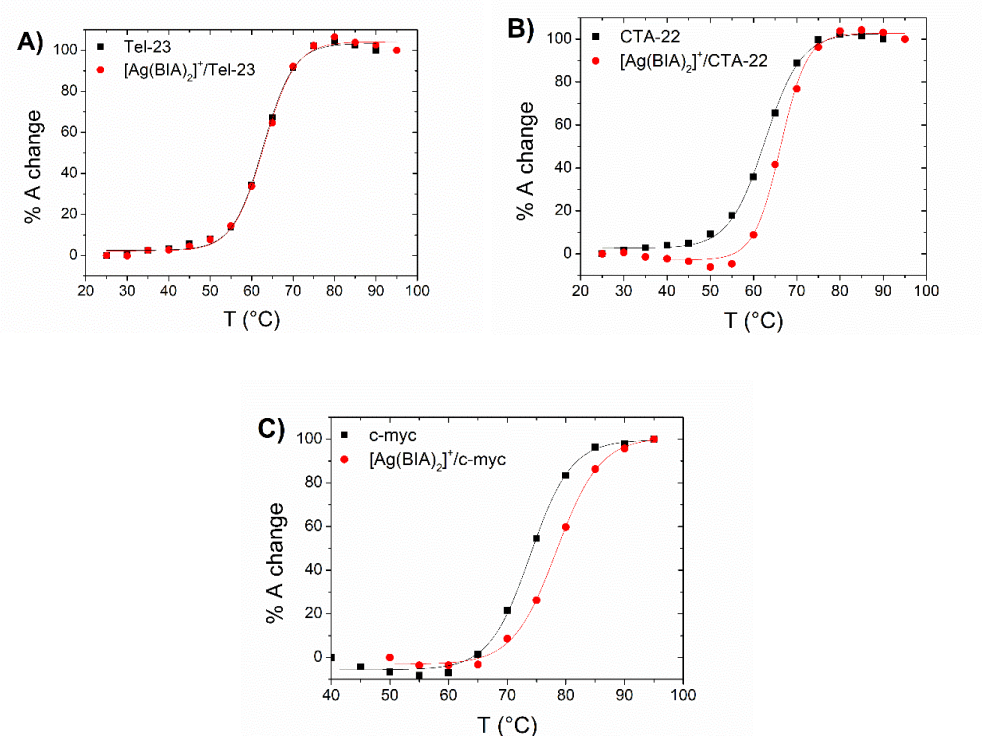 A)
Tel-23
[Ag(BIA)₂]⁺/Tel-23
% A change
100
80
60
40
20
0
20 30 40 50 60 70 80 90 100
T (°C)
B)
CTA-22
[Ag(BIA)₂]⁺/CTA-22
% A change
100
80
60
40
20
0
20 30 40 50 60 70 80 90 100
T (°C)
C)
c-myc
[Ag(BIA)₂]⁺/c-myc
% A change
100
80
60
40
20
0
40 50 60 70 80 90 100
T (°C)